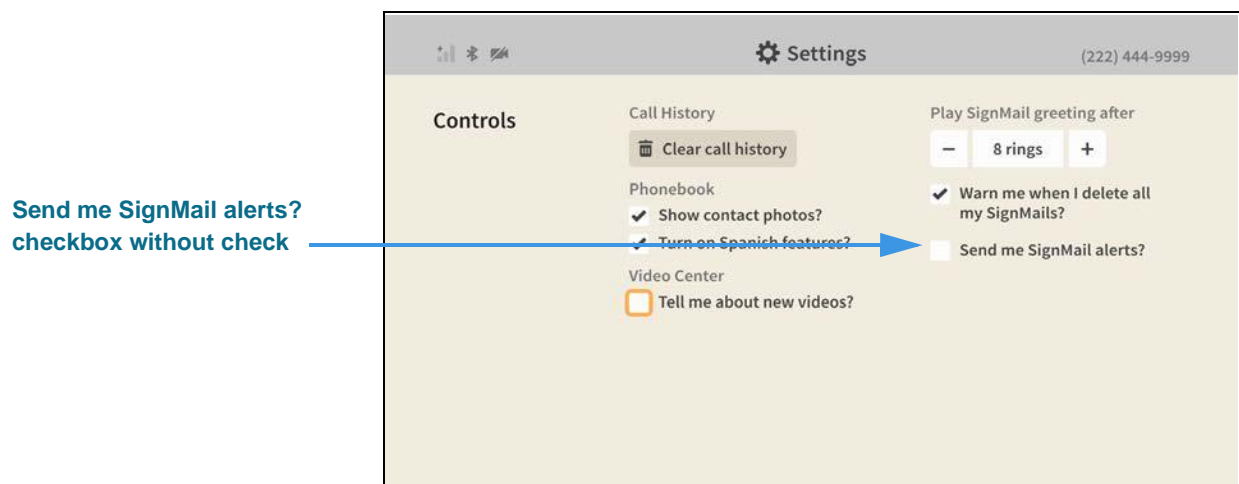 Settings
(222) 444-9999
Controls
Call History
Clear call history
Phonebook
Show contact photos?
Turn on Spanish features?
Video Center
Tell me about new videos?
Play SignMail greeting after
− 8 rings +
Warn me when I delete all
my SignMails?
Send me SignMail alerts?
Send me SignMail alerts?
checkbox without check